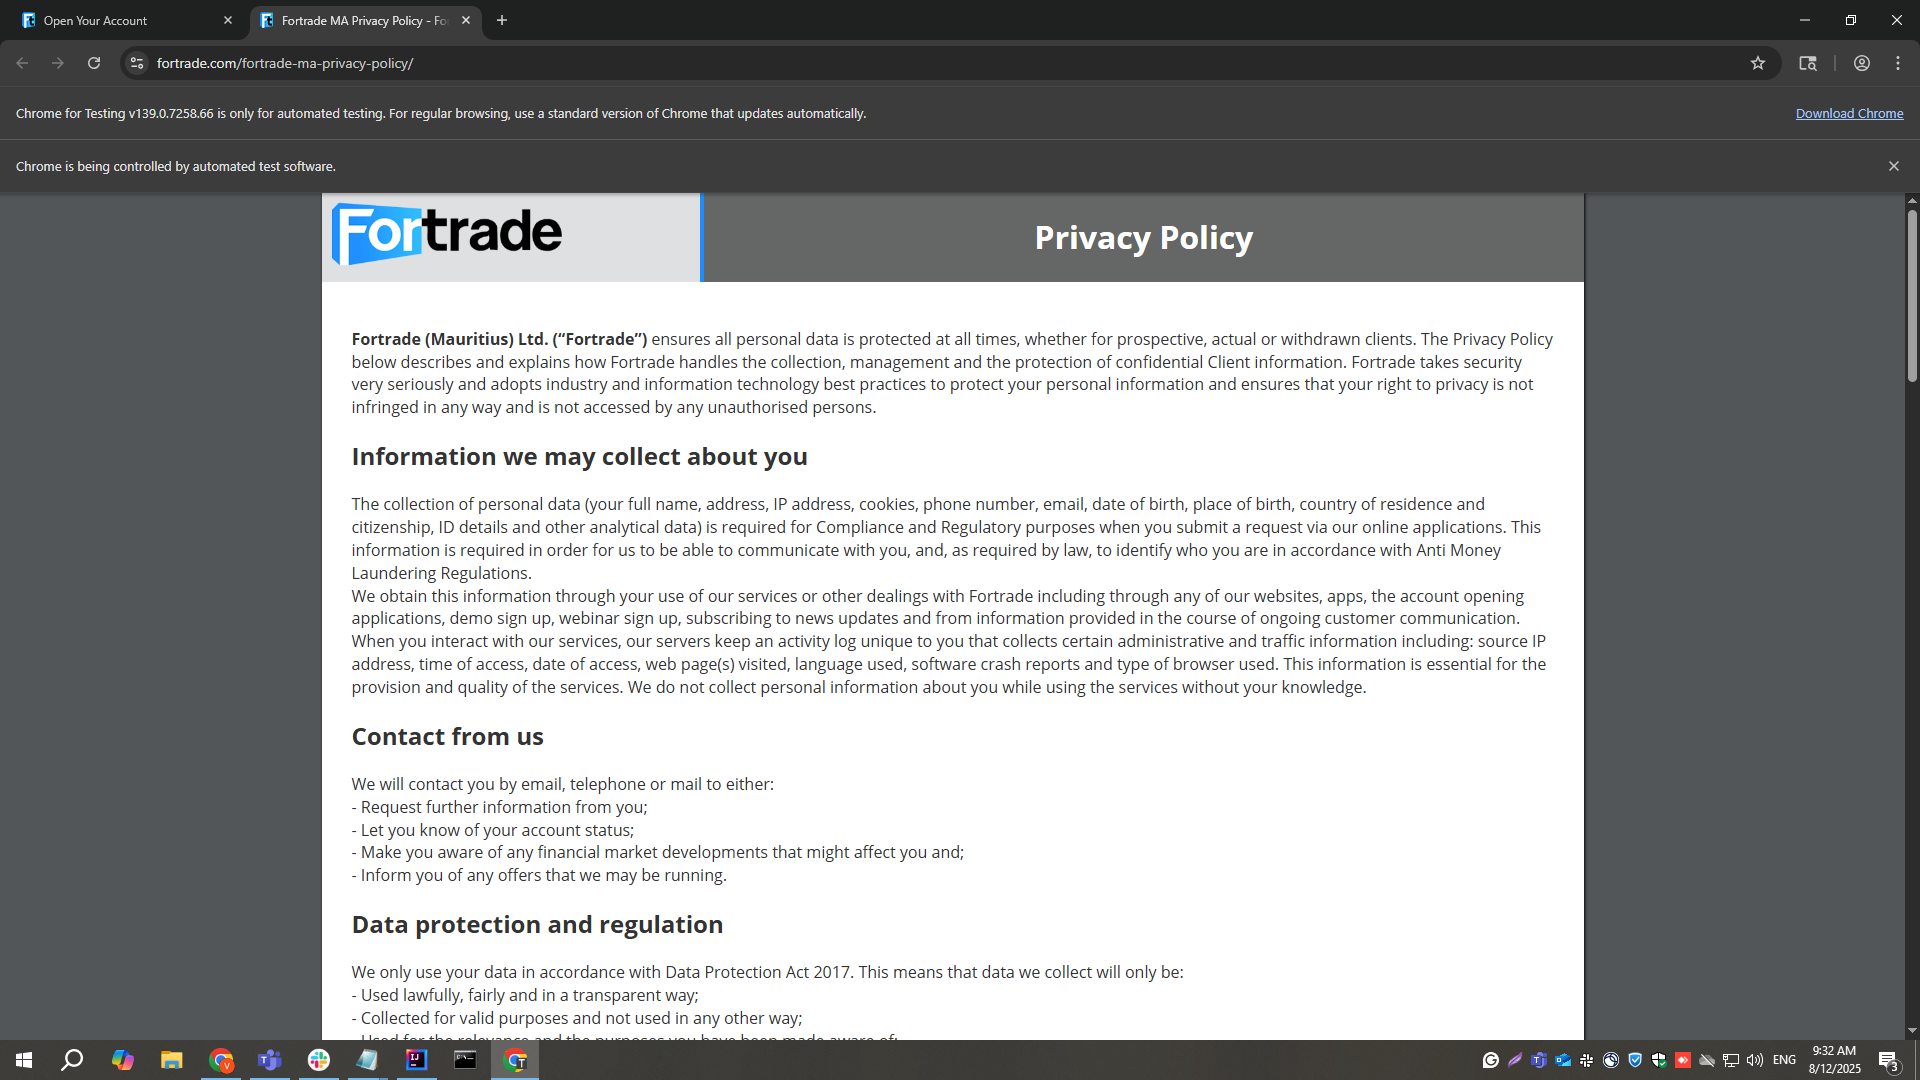 Open Your Account
Fortrade MA Privacy Policy - Fo
fortrade.com/fortrade-ma-privacy-policy/
Chrome for Testing v139.0.7258.66 is only for automated testing. For regular browsing, use a standard version of Chrome that updates automatically.
Download Chrome
Chrome is being controlled by automated test software.
Fortrade
Privacy Policy
Fortrade (Mauritius) Ltd. (“Fortrade”) ensures all personal data is protected at all times, whether for prospective, actual or withdrawn clients. The Privacy Policy
below describes and explains how Fortrade handles the collection, management and the protection of confidential Client information. Fortrade takes security
very seriously and adopts industry and information technology best practices to protect your personal information and ensures that your right to privacy is not
infringed in any way and is not accessed by any unauthorised persons.
Information we may collect about you
The collection of personal data (your full name, address, IP address, cookies, phone number, email, date of birth, place of birth, country of residence and
citizenship, ID details and other analytical data) is required for Compliance and Regulatory purposes when you submit a request via our online applications. This
information is required in order for us to be able to communicate with you, and, as required by law, to identify who you are in accordance with Anti Money
Laundering Regulations.
We obtain this information through your use of our services or other dealings with Fortrade including through any of our websites, apps, the account opening
applications, demo sign up, webinar sign up, subscribing to news updates and from information provided in the course of ongoing customer communication.
When you interact with our services, our servers keep an activity log unique to you that collects certain administrative and traffic information including: source IP
address, time of access, date of access, web page(s) visited, language used, software crash reports and type of browser used. This information is essential for the
provision and quality of the services. We do not collect personal information about you while using the services without your knowledge.
Contact from us
We will contact you by email, telephone or mail to either:
- Request further information from you;
- Let you know of your account status;
- Make you aware of any financial market developments that might affect you and;
- Inform you of any offers that we may be running.
Data protection and regulation
We only use your data in accordance with Data Protection Act 2017. This means that data we collect will only be:
- Used lawfully, fairly and in a transparent way;
- Collected for valid purposes and not used in any other way;
- Used for the relevance and the purposes you have been made aware of;
ENG
9:32 AM
8/12/2025
3